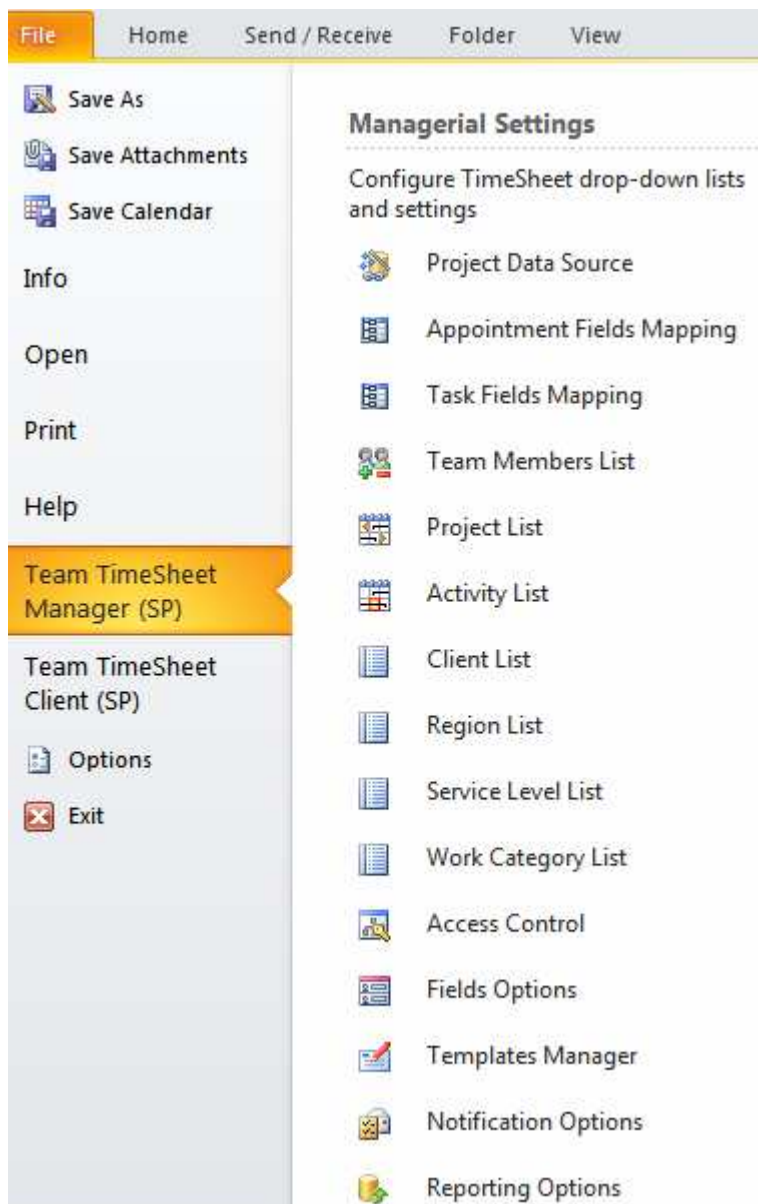 File Home Send / Receive Folder View
Save As
Save Attachments
Save Calendar
Info
Open
Print
Help
Team TimeSheet
Manager (SP)
Team TimeSheet
Client (SP)
Options
Exit
Managerial Settings
Configure TimeSheet drop-down lists
and settings
Project Data Source
Appointment Fields Mapping
Task Fields Mapping
Team Members List
Project List
Activity List
Client List
Region List
Service Level List
Work Category List
Access Control
Fields Options
Templates Manager
Notification Options
Reporting Options